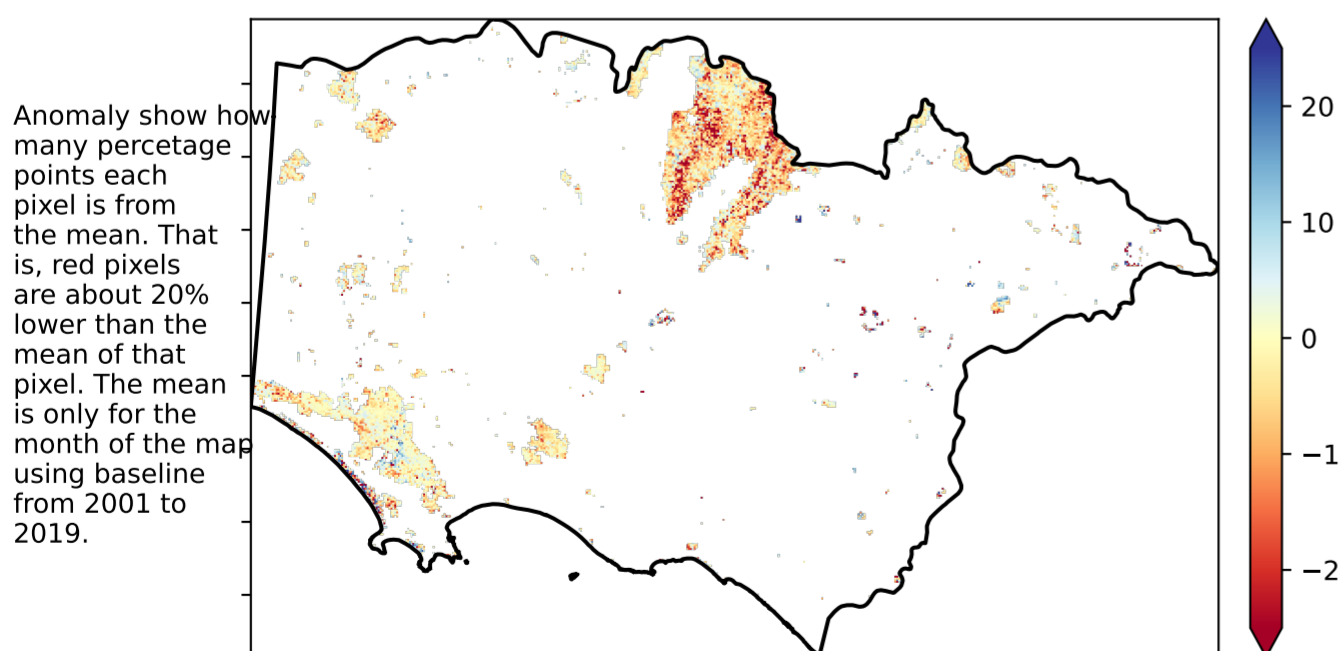 Anomaly show how
many percetage
points each
pixel is from
the mean. That
is, red pixels
are about 20%
lower than the
mean of that
pixel. The mean
is only for the
month of the map
using baseline
from 2001 to
2019.
20
10
0
−1
−2